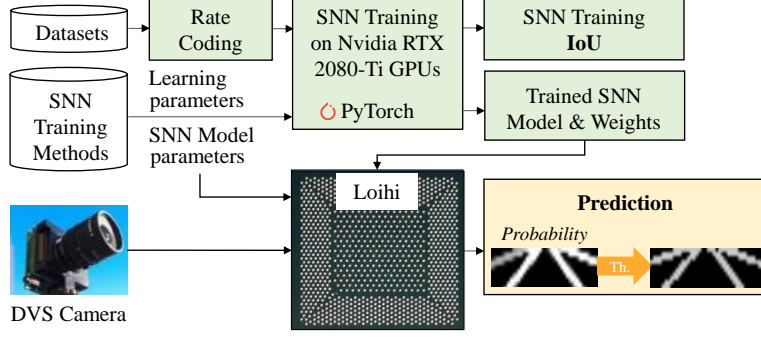 Datasets
Rate
Coding
SNN Training
on Nvidia RTX
2080-Ti GPUs
PyTorch
SNN Training
IoU
SNN
Training
Methods
Learning
parameters
SNN Model
parameters
Trained SNN
Model & Weights
Loihi
DVS Camera
Prediction
Probability
Th.